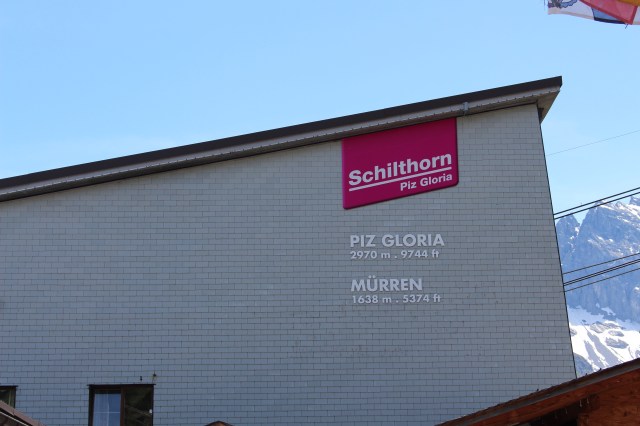 Schilthorn
Piz Gloria
PIZ GLORIA
2970 m . 9744 ft
MÜRREN
1638 m . 5374 ft